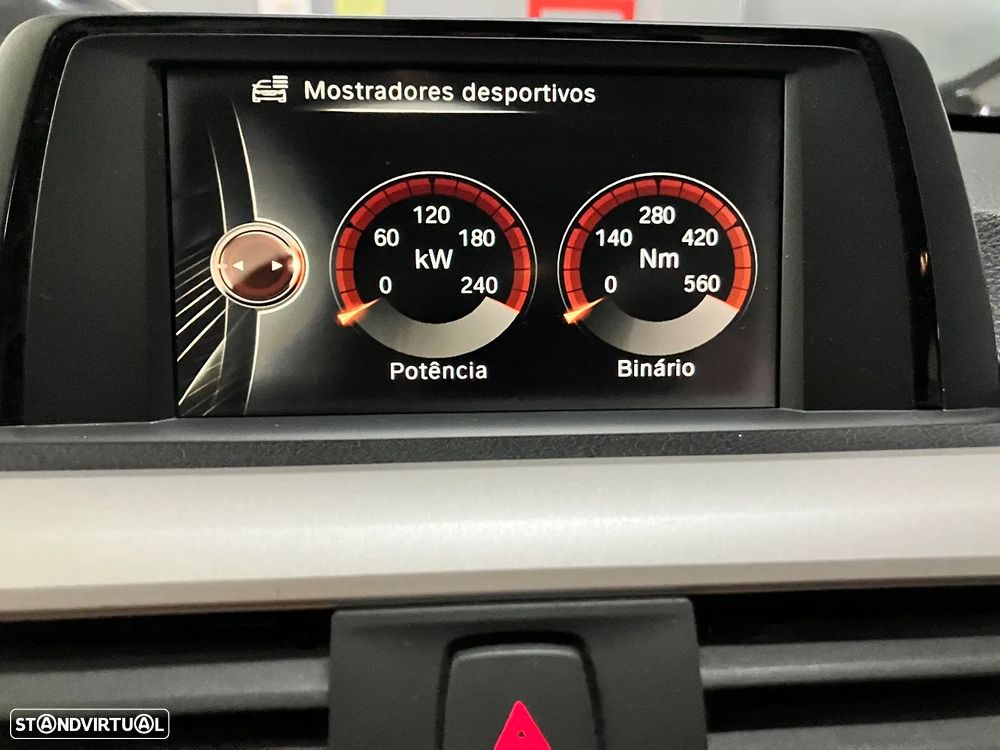 Mostradores desportivos
120 280
60 180 140 420
kW Nm
0 240 0 560
Potência Binário
STANDVIRTUAL